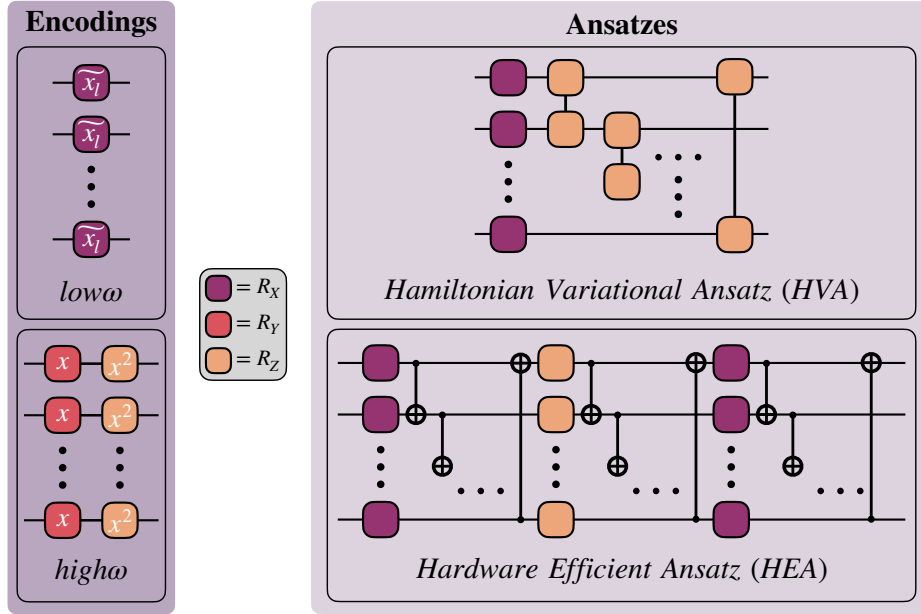 Encodings
x̃_l
x̃_l
x̃_l
lowω
x x²
x x²
x x²
highω
= R_X
= R_Y
= R_Z
Ansatzes
Hamiltonian Variational Ansatz (HVA)
Hardware Efficient Ansatz (HEA)